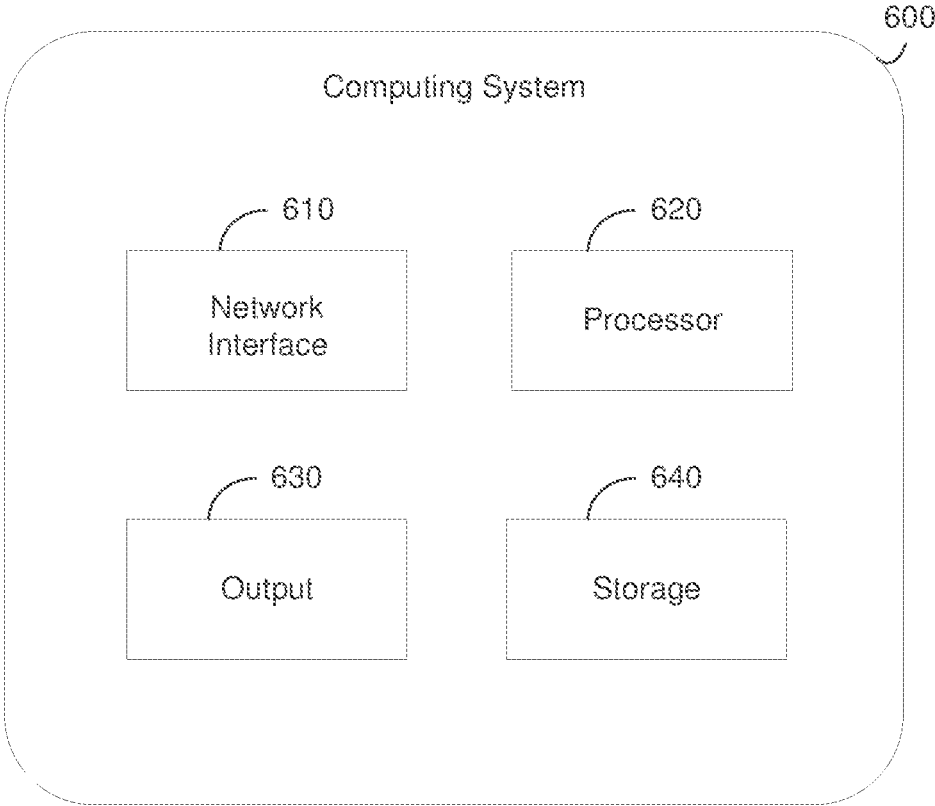 600
Computing System
610
620
Network
Interface
Processor
630
640
Output
Storage